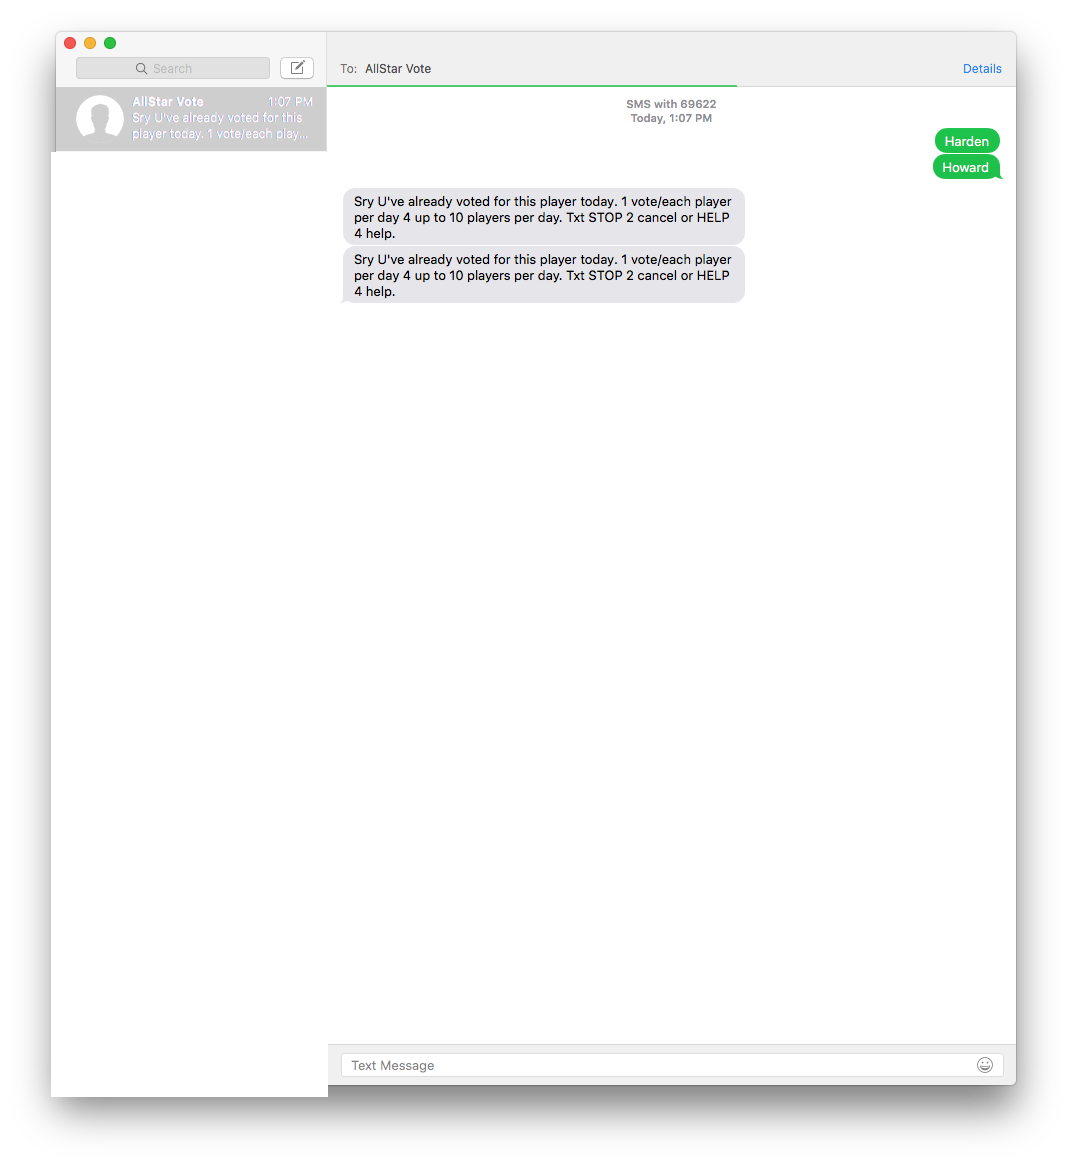 Search
AllStar Vote 1:07 PM
Sry U've already voted for this
player today. 1 vote/each play...
To: AllStar Vote
Details
SMS with 69622
Today, 1:07 PM
Harden
Howard
Sry U've already voted for this player today. 1 vote/each player
per day 4 up to 10 players per day. Txt STOP 2 cancel or HELP
4 help.
Sry U've already voted for this player today. 1 vote/each player
per day 4 up to 10 players per day. Txt STOP 2 cancel or HELP
4 help.
Text Message